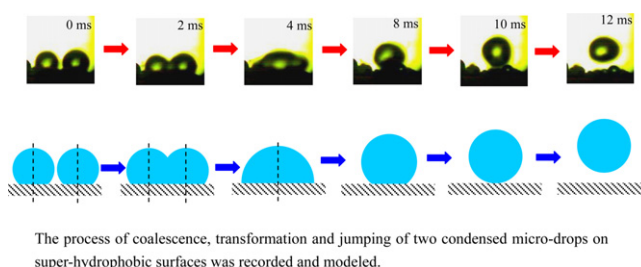 0 ms
2 ms
4 ms
8 ms
10 ms
12 ms
The process of coalescence, transformation and jumping of two condensed micro-drops on
super-hydrophobic surfaces was recorded and modeled.